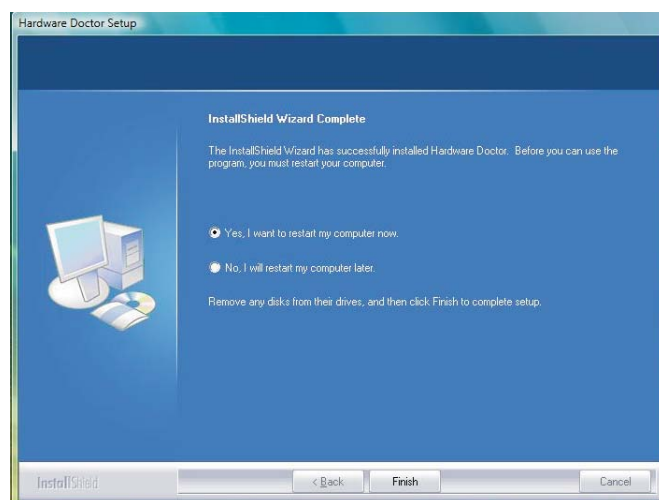 Hardware Doctor Setup
InstallShield Wizard Complete
The InstallShield Wizard has successfully installed Hardware Doctor. Before you can use the
program, you must restart your computer.
Yes, I want to restart my computer now.
No, I will restart my computer later.
Remove any disks from their drives, and then click Finish to complete setup.
InstallShield
< Back
Finish
Cancel